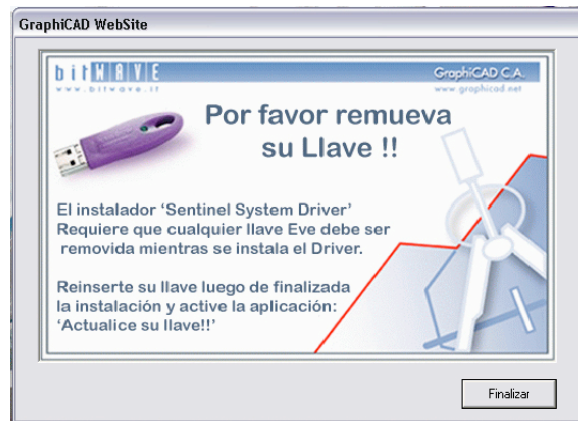 GraphiCAD WebSite
bitWAVE
www.bitwave.it
GraphiCAD C.A.
www.graphicad.net
Por favor remueva
su Llave !!
El instalador ‘Sentinel System Driver’
Requiere que cualquier llave Eve debe ser
removida mientras se instala el Driver.
Reinserte su llave luego de finalizada
la instalación y active la aplicación:
‘Actualice su llave!!’
Finalizar